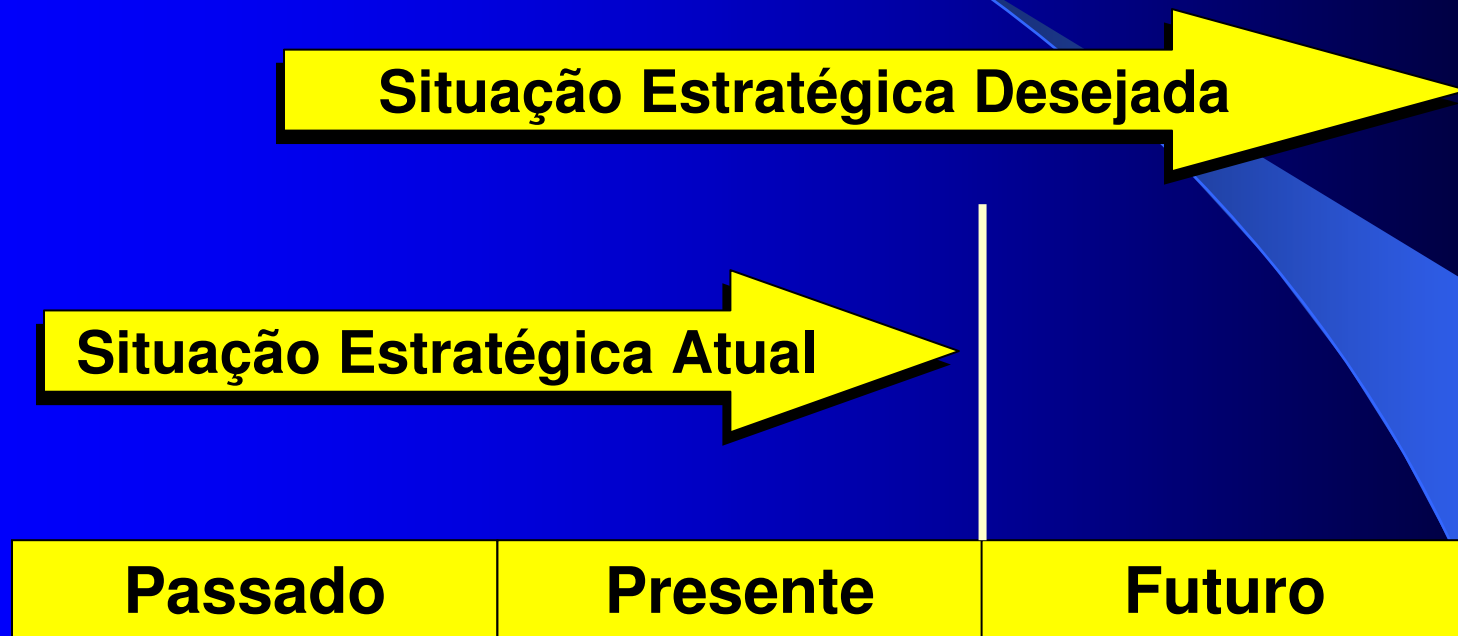 Situação Estratégica Desejada
Situação Estratégica Atual
Passado Presente Futuro